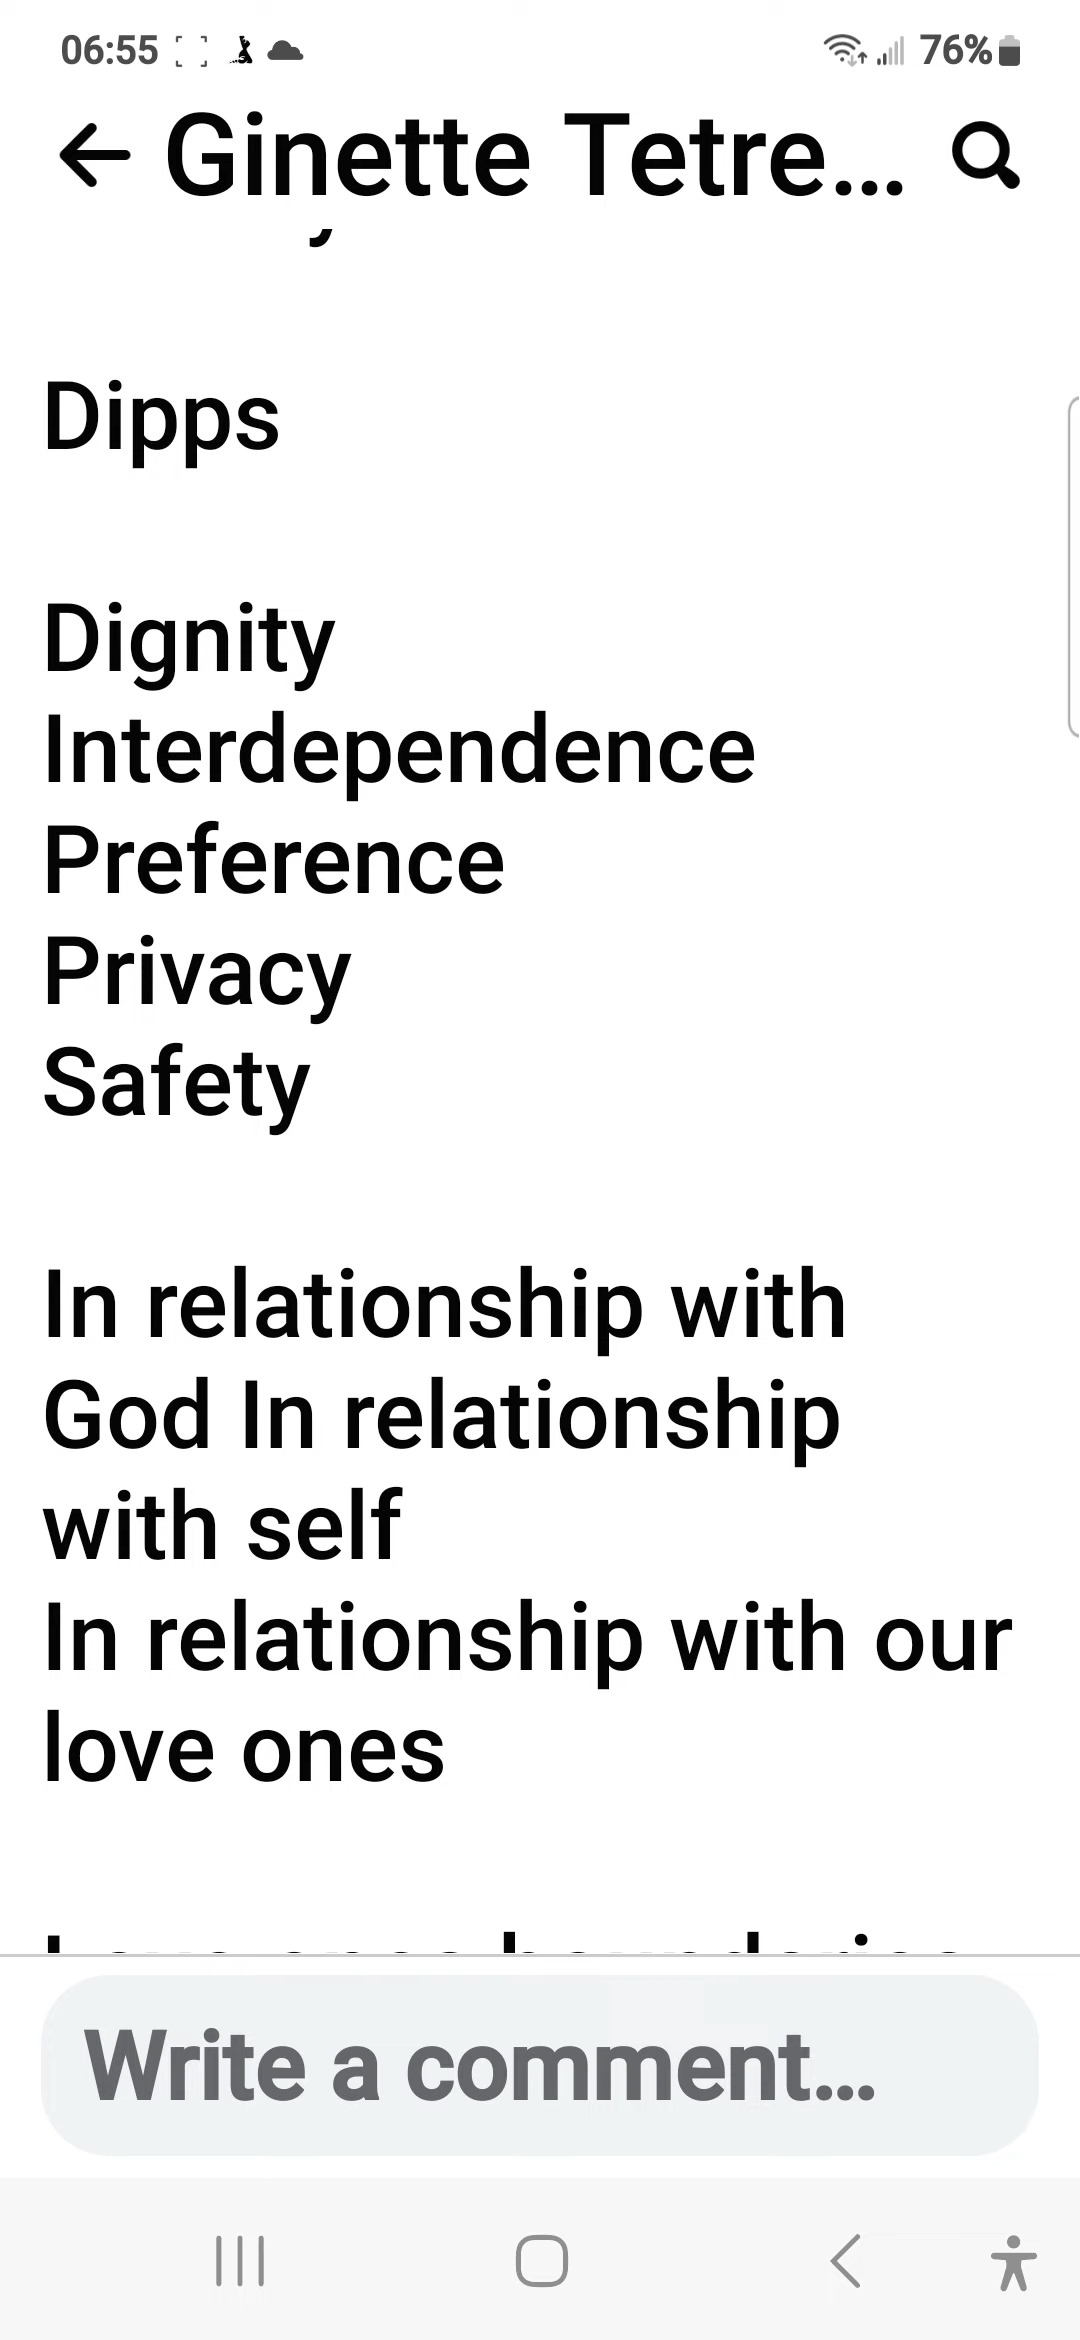 06:55
76%
Ginette Tetre...
Dipps
Dignity
Interdependence
Preference
Privacy
Safety
In relationship with
God In relationship
with self
In relationship with our
love ones
Write a comment...